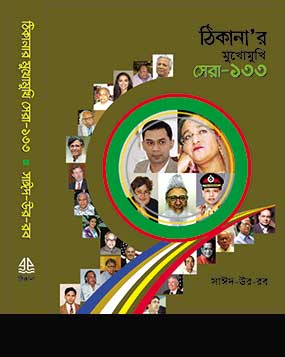 ঠিকানা'র
মুখোমুখি
সেরা-১৩৩
সাঈদ-উর-রব
ঠিকানার মুখোমুখি সেরা-১৩৩ ■ সাঈদ-উর-রব